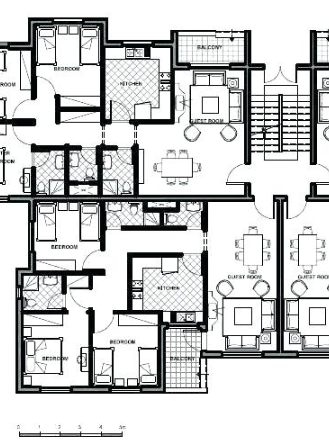 BALCONY
BEDROOM
KITCHEN
GUEST ROOM
BEDROOM
GUEST ROOM
GUEST ROOM
KITCHEN
BEDROOM
BEDROOM
BALCONY
0 1 2 3 4 5m